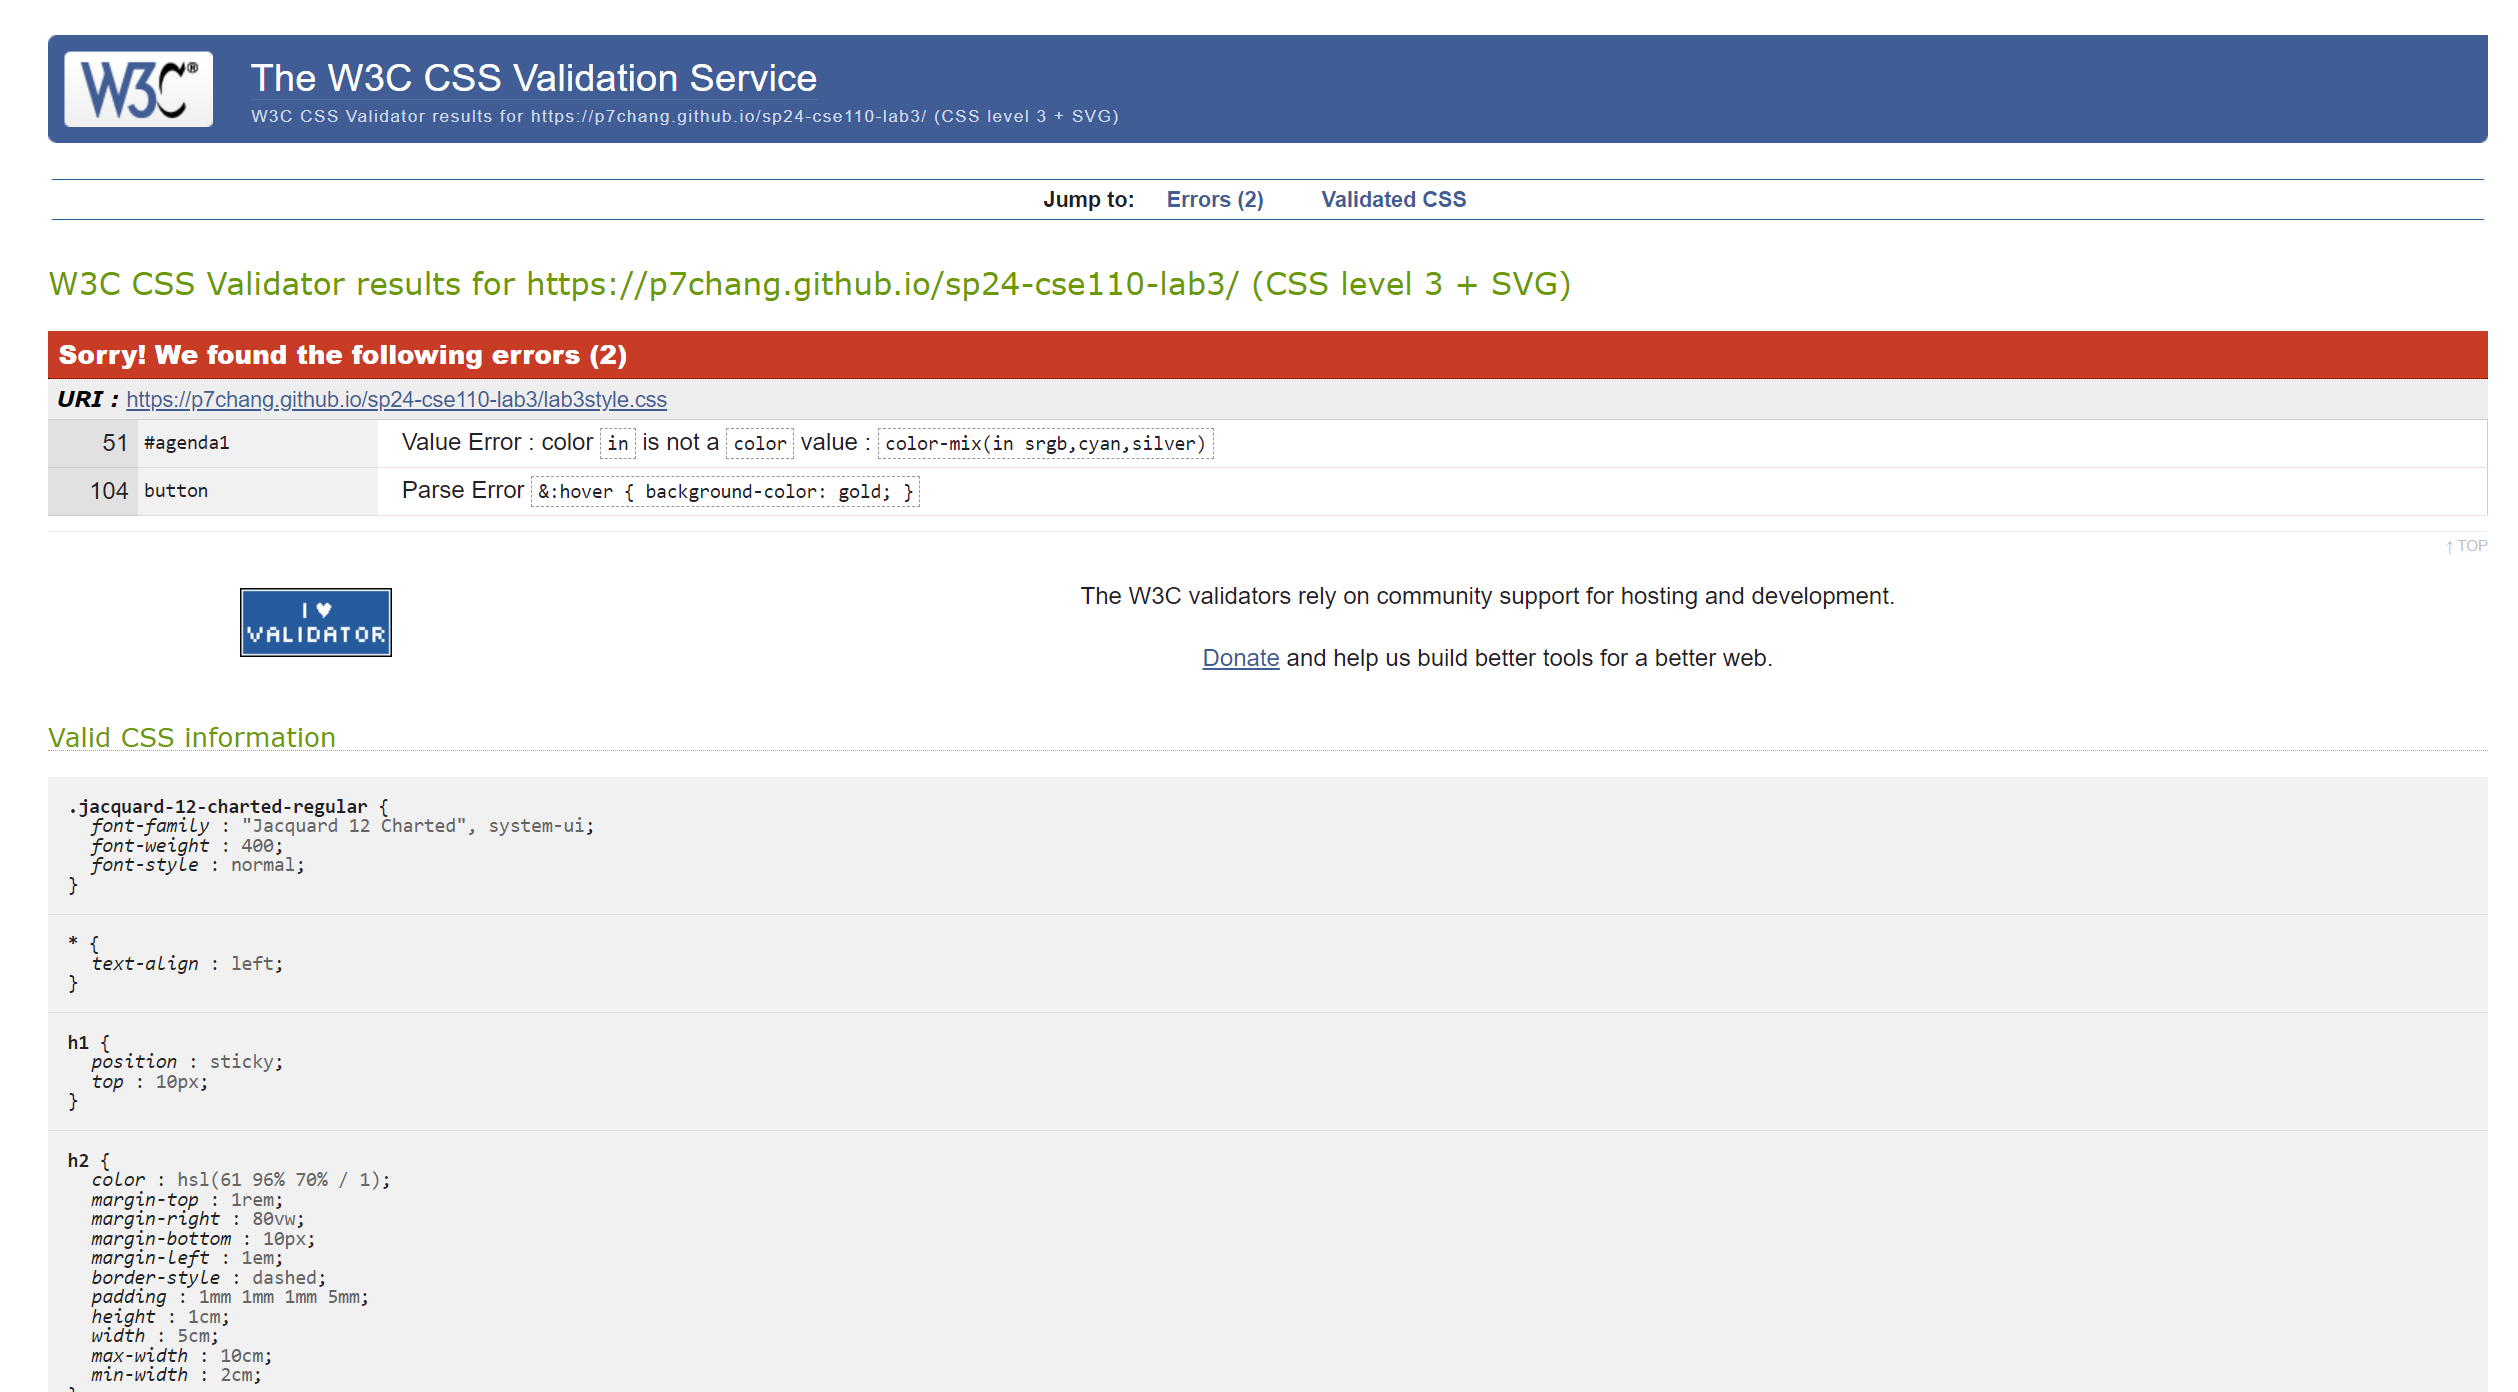 W3C®
The W3C CSS Validation Service
W3C CSS Validator results for https://p7chang.github.io/sp24-cse110-lab3/ (CSS level 3 + SVG)
Jump to: Errors (2) Validated CSS
W3C CSS Validator results for https://p7chang.github.io/sp24-cse110-lab3/ (CSS level 3 + SVG)
Sorry! We found the following errors (2)
URI : https://p7chang.github.io/sp24-cse110-lab3/lab3style.css
51 #agenda1 Value Error : color in is not a color value : color-mix(in srgb,cyan,silver)
104 button Parse Error &:hover { background-color: gold; }
↑ TOP
I ♥
VALIDATOR
The W3C validators rely on community support for hosting and development.
Donate and help us build better tools for a better web.
Valid CSS information
.jacquard-12-charted-regular {
font-family : "Jacquard 12 Charted", system-ui;
font-weight : 400;
font-style : normal;
}
* {
text-align : left;
}
h1 {
position : sticky;
top : 10px;
}
h2 {
color : hsl(61 96% 70% / 1);
margin-top : 1rem;
margin-right : 80vw;
margin-bottom : 10px;
margin-left : 1em;
border-style : dashed;
padding : 1mm 1mm 1mm 5mm;
height : 1cm;
width : 5cm;
max-width : 10cm;
min-width : 2cm;
}